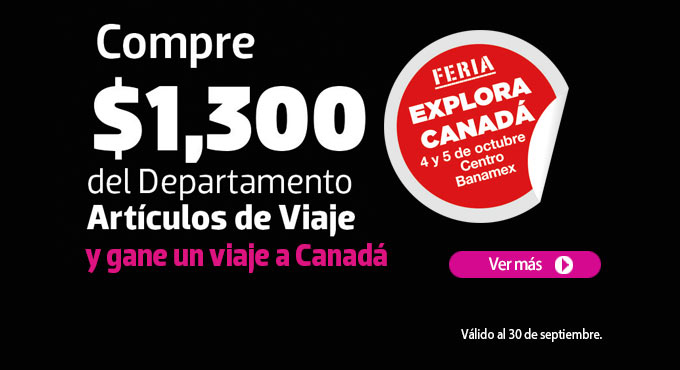 Compre
$1,300
del Departamento
Artículos de Viaje
y gane un viaje a Canadá
FERIA
EXPLORA
CANADÁ
4 y 5 de octubre
Centro
Banamex
Ver más
Válido al 30 de septiembre.